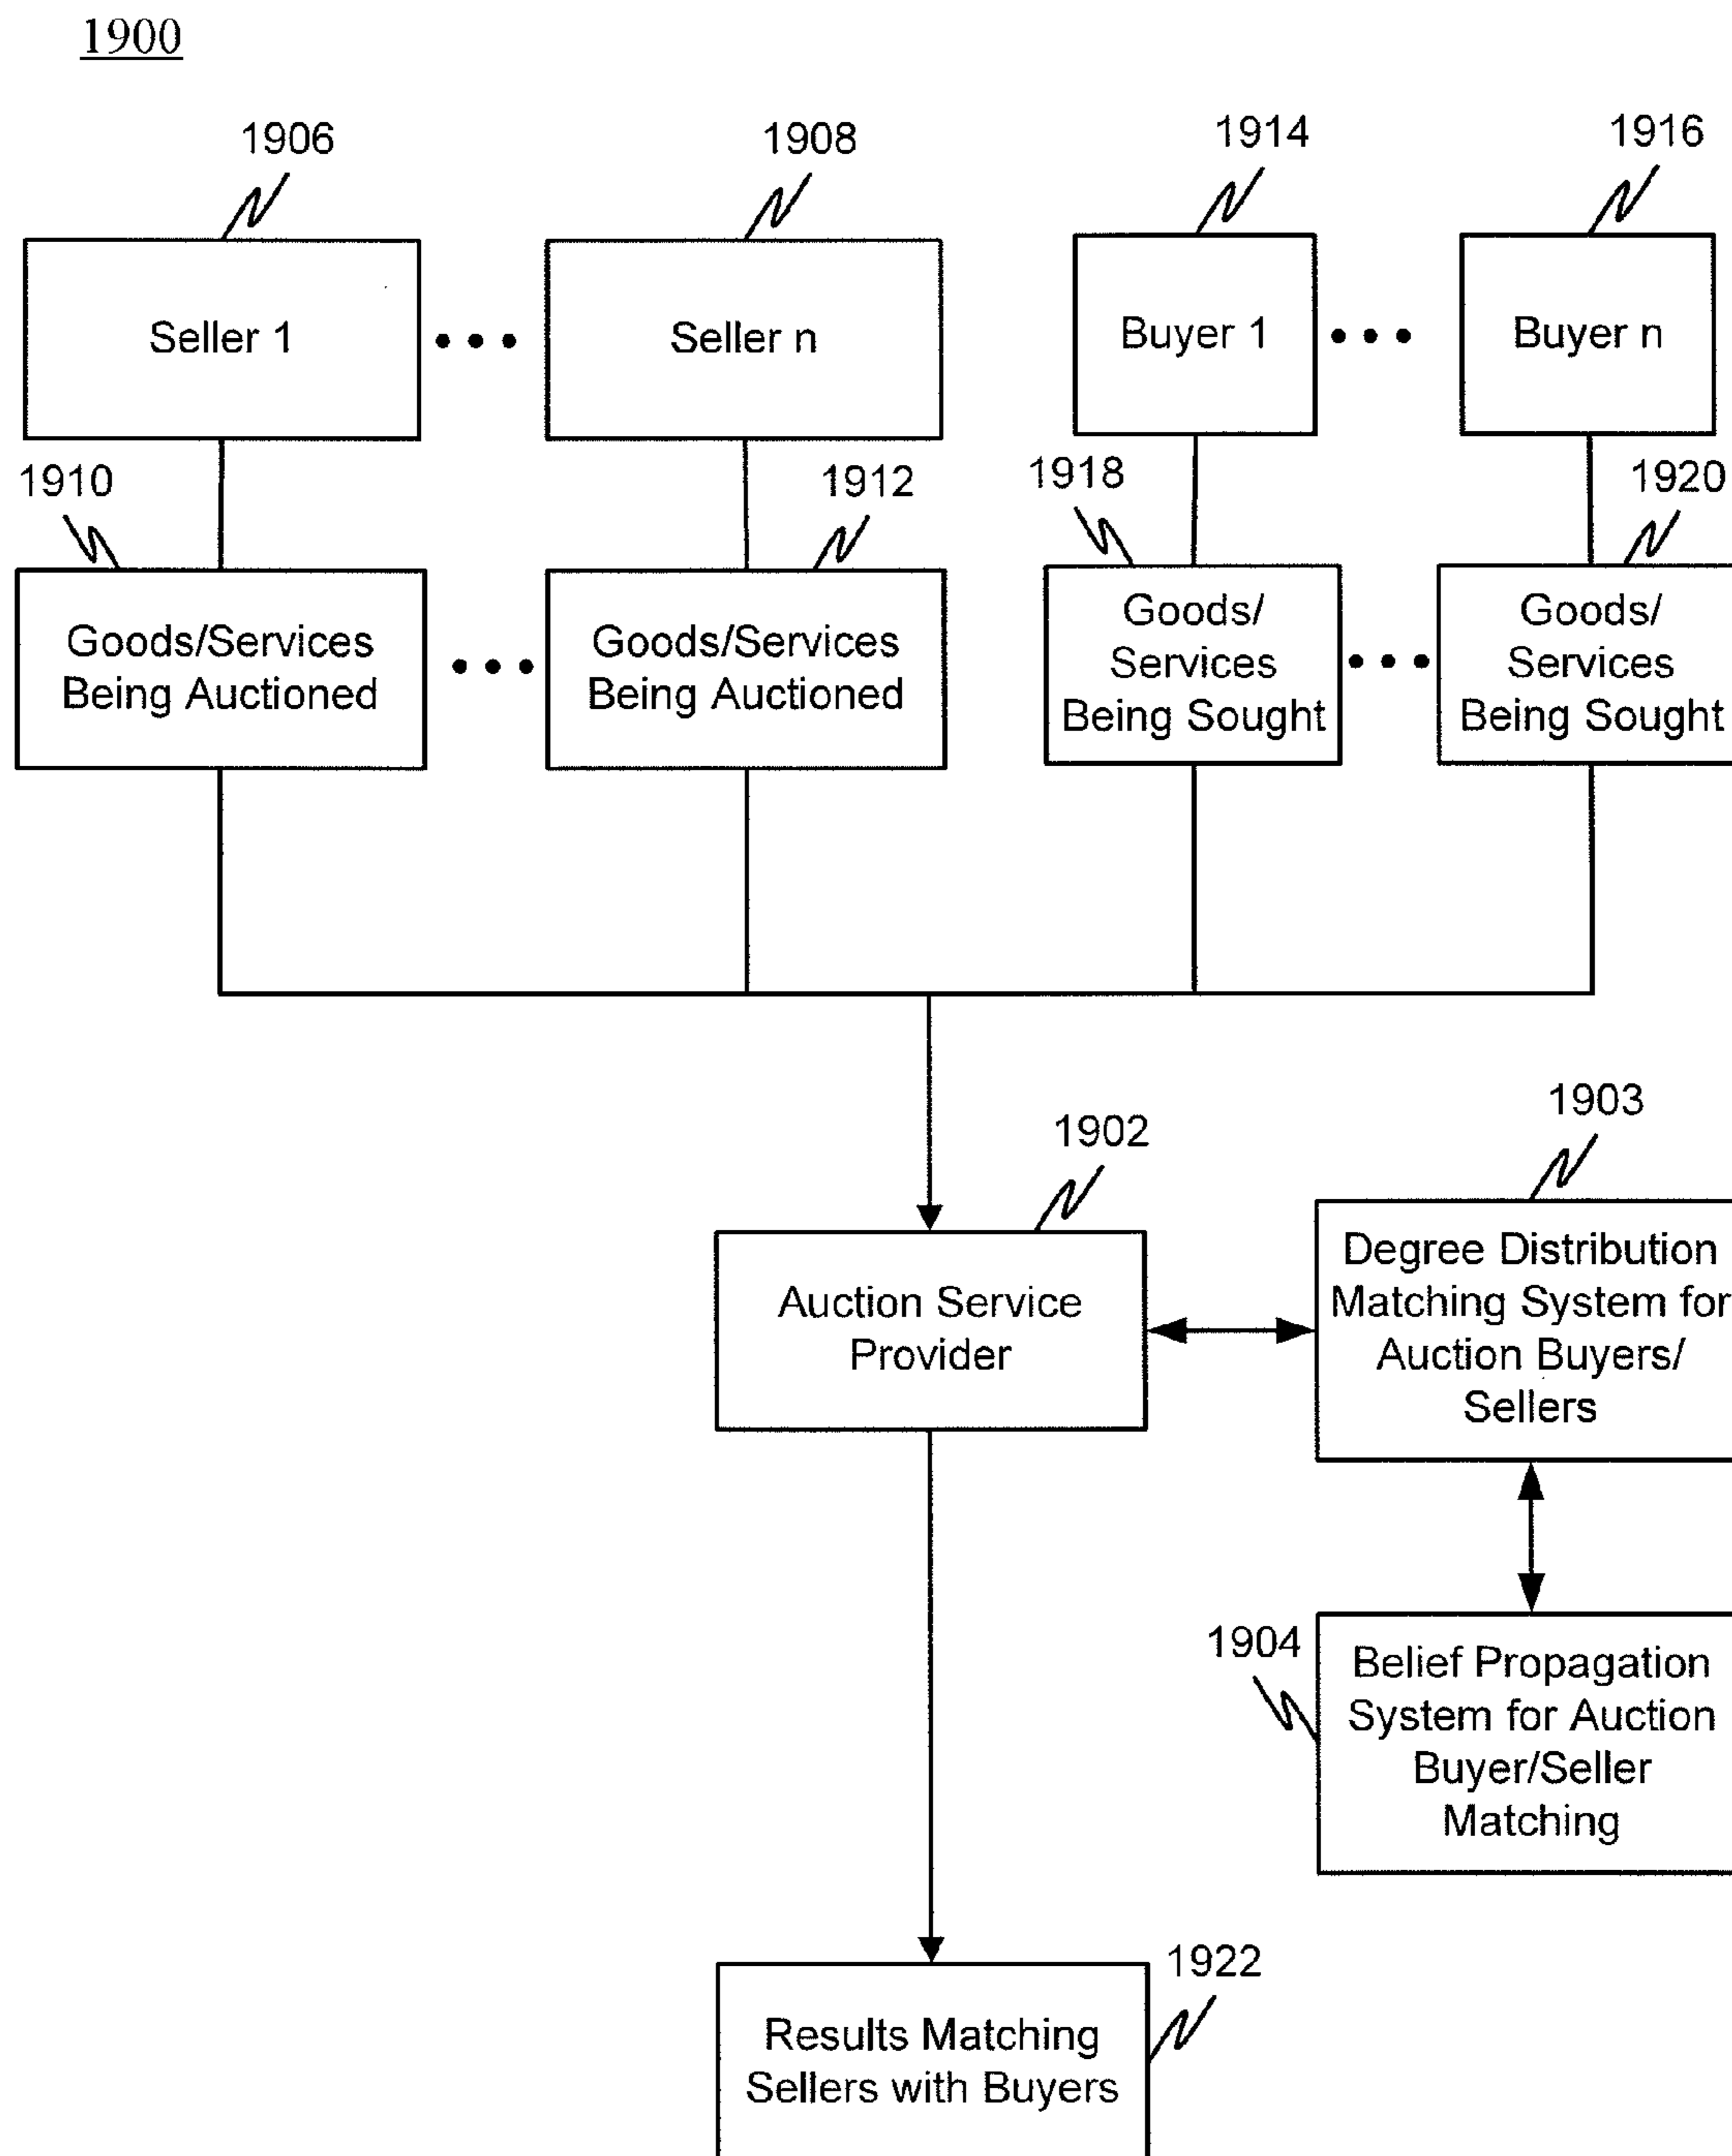 1900
1906
1908
1914
1916
Seller 1
Seller n
Buyer 1
Buyer n
1910
1912
1918
1920
Goods/Services
Being Auctioned
Goods/Services
Being Auctioned
Goods/
Services
Being Sought
Goods/
Services
Being Sought
1902
1903
Auction Service
Provider
Degree Distribution
Matching System for
Auction Buyers/
Sellers
1904
Belief Propagation
System for Auction
Buyer/Seller
Matching
1922
Results Matching
Sellers with Buyers